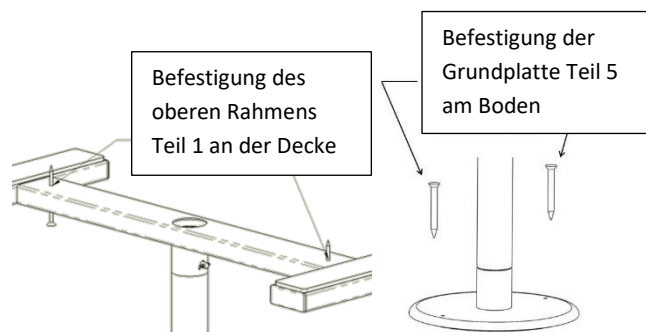 Befestigung des
oberen Rahmens
Teil 1 an der Decke
Befestigung der
Grundplatte Teil 5
am Boden